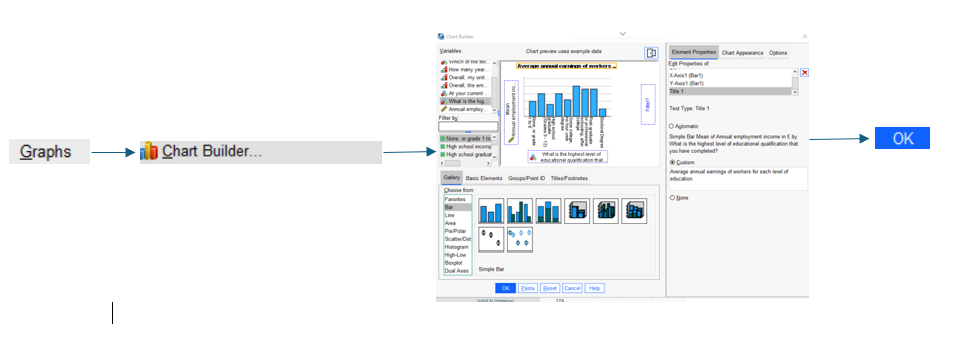 Graphs
Chart Builder...
Chart Builder
Variables:
Chart preview uses example data
Which of the foll...
How many year...
Overall, my unit...
Overall, the em...
At your current
What is the hig...
Annual employ...
Filter by:
None, or grade 1 to
High school incomp
High school graduat
Average annual earnings of workers ...
Mean
Annual employment inc...
Filter?
What is the highest level of
educational qualification that
Gallery
Basic Elements
Groups/Point ID
Titles/Footnotes
Choose from:
Favorites
Bar
Line
Area
Pie/Polar
Scatter/Dot
Histogram
High-Low
Boxplot
Dual Axes
Simple Bar
OK
Paste
Reset
Cancel
Help
Element Properties
Chart Appearance
Options
Edit Properties of:
X-Axis1 (Bar1)
Y-Axis1 (Bar1)
Title 1
Text Type: Title 1
Automatic
Simple Bar Mean of Annual employment income in £ by
What is the highest level of educational qualification that
you have completed?
Custom
Average annual earnings of workers for each level of
education.
None
OK